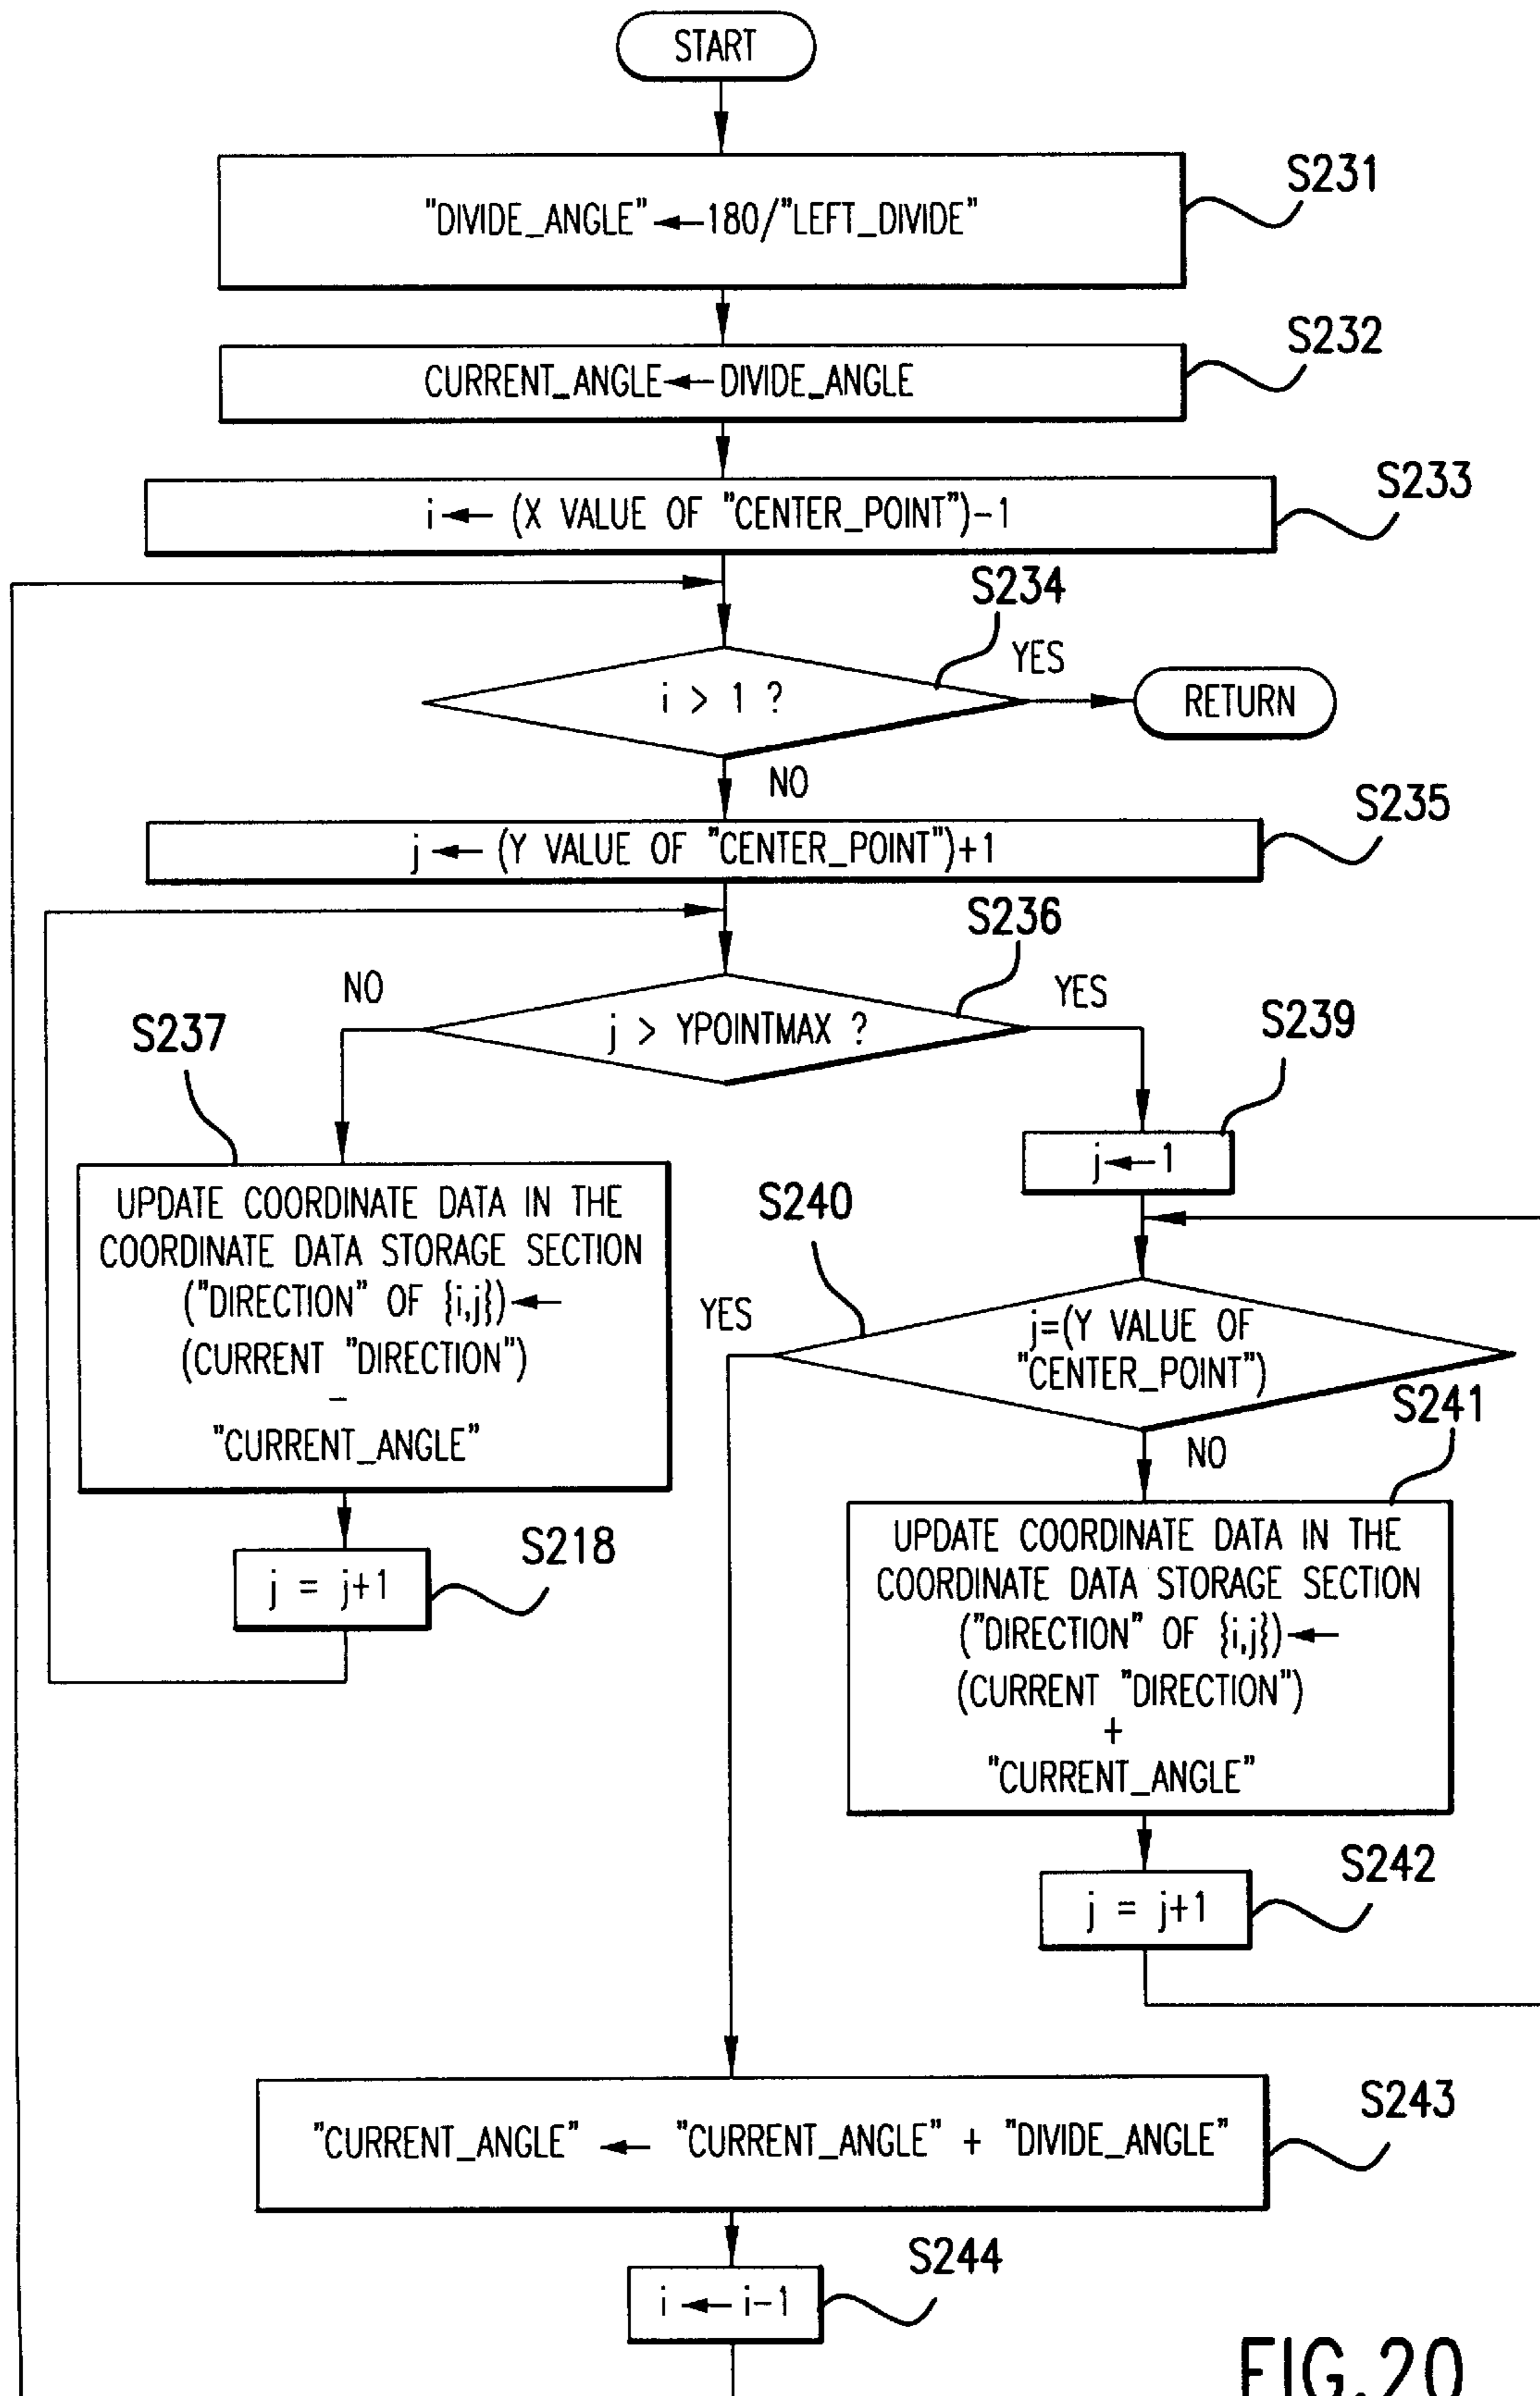 START
"DIVIDE_ANGLE"←180/"LEFT_DIVIDE"
S231
CURRENT_ANGLE←DIVIDE_ANGLE
S232
i← (X VALUE OF "CENTER_POINT")-1
S233
S234
i > 1 ?
YES
RETURN
NO
j ← (Y VALUE OF "CENTER_POINT")+1
S235
S236
NO
j > YPOINTMAX ?
YES
S237
S239
j←1
UPDATE COORDINATE DATA IN THE
COORDINATE DATA STORAGE SECTION
("DIRECTION" OF {i,j})←
(CURRENT "DIRECTION")
-
"CURRENT_ANGLE"
S218
j = j+1
S240
YES
j=(Y VALUE OF
"CENTER_POINT")
NO
S241
UPDATE COORDINATE DATA IN THE
COORDINATE DATA STORAGE SECTION
("DIRECTION" OF {i,j})←
(CURRENT "DIRECTION")
+
"CURRENT_ANGLE"
S242
j = j+1
"CURRENT_ANGLE" ← "CURRENT_ANGLE" + "DIVIDE_ANGLE"
S243
i ← i-1
S244
FIG.20